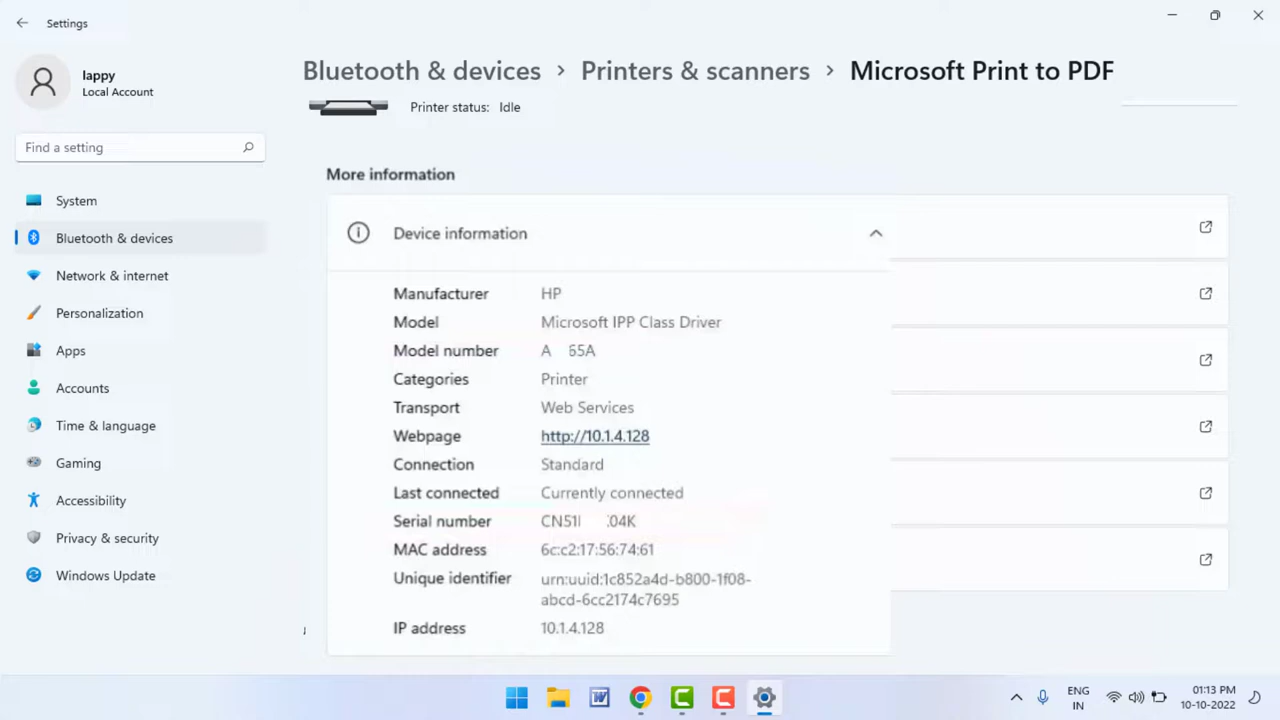 Settings
lappy
Local Account
Find a setting
System
Bluetooth & devices
Network & internet
Personalization
Apps
Accounts
Time & language
Gaming
Accessibility
Privacy & security
Windows Update
Bluetooth & devices > Printers & scanners > Microsoft Print to PDF
Printer status: Idle
More information
Device information
Manufacturer HP
Model Microsoft IPP Class Driver
Model number A 65A
Categories Printer
Transport Web Services
Webpage http://10.1.4.128
Connection Standard
Last connected Currently connected
Serial number CN51 04K
MAC address 6c:c2:17:56:74:61
Unique identifier urn:uuid:1c852a4d-b800-1f08-
abcd-6cc2174c7695
IP address 10.1.4.128
ENG
IN
01:13 PM
10-10-2022